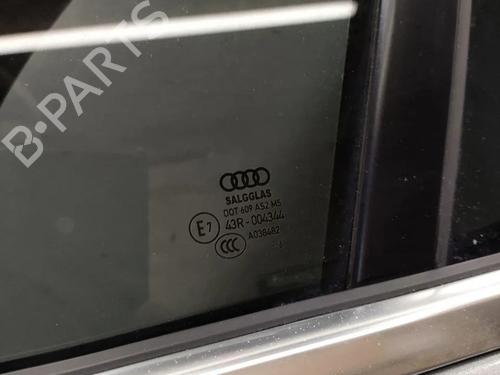 B-PARTS
SALGGLAS
DOT 609 AS2 M5
E7 43R-004344
CCC A038482